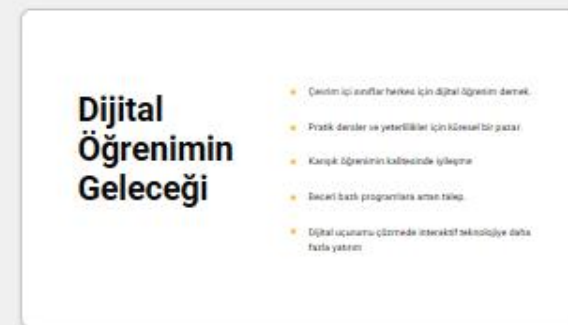 Dijital
Öğrenimin
Geleceği
Çevrim içi sınıflar herkes için dijital öğrenim demek
Pratik dersler ve yeterlilikler için küresel bir pazar
Karışık öğrenimin kalitesinde iyileşme
Beceri bazlı programlara artan talep.
Dijital uçurumu çözmede interaktif teknolojiye daha
fazla yatırım